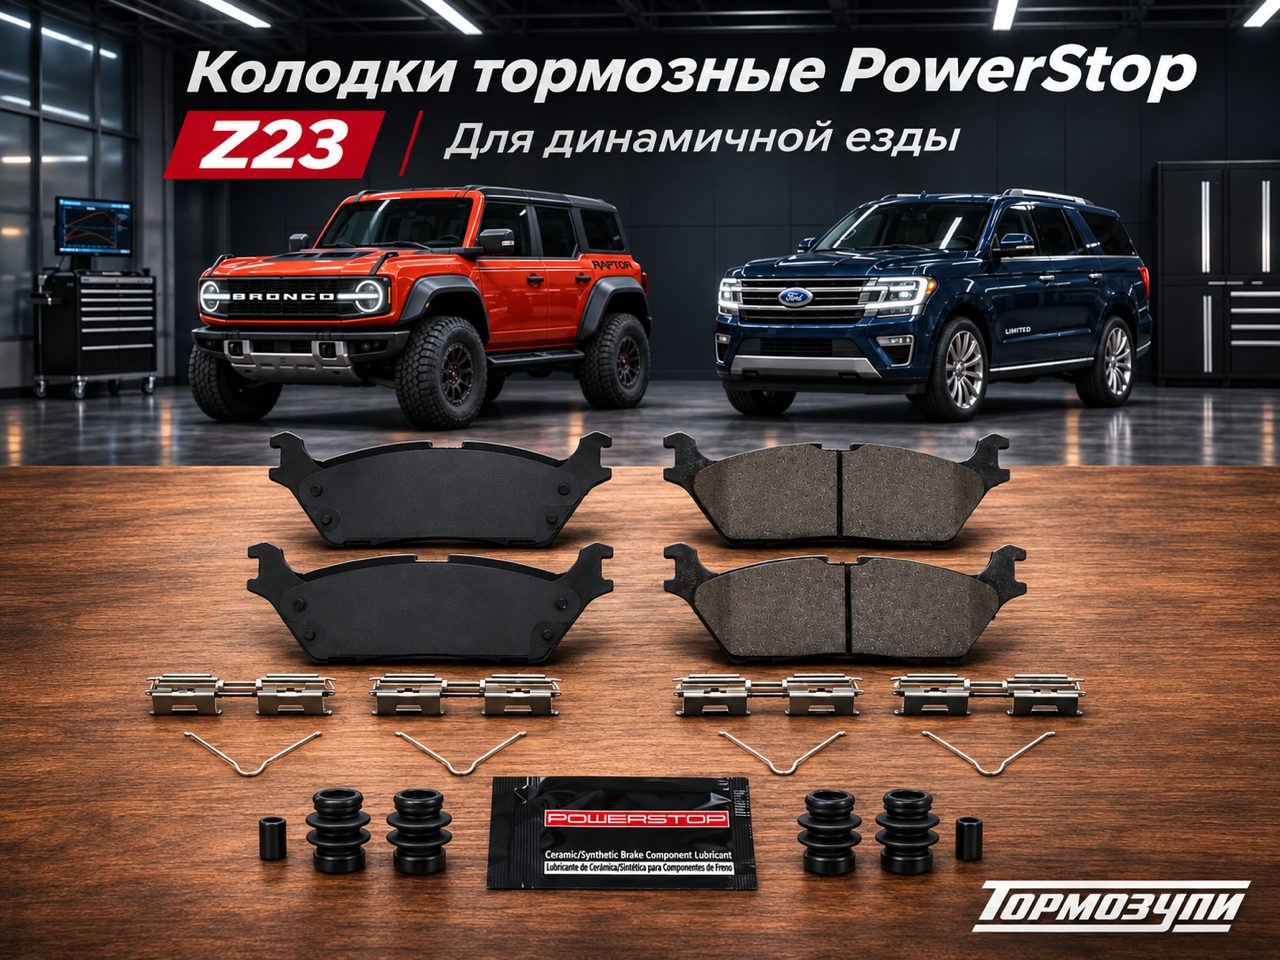 Колодки тормозные PowerStop
Z23
Для динамичной езды
BRONCO
RAPTOR
Ford
LIMITED
POWERSTOP
Ceramic/Synthetic Brake Component Lubricant
Lubricante de Cerámica/Sintética para Componentes de Freno
ТОРМОЗУПИ